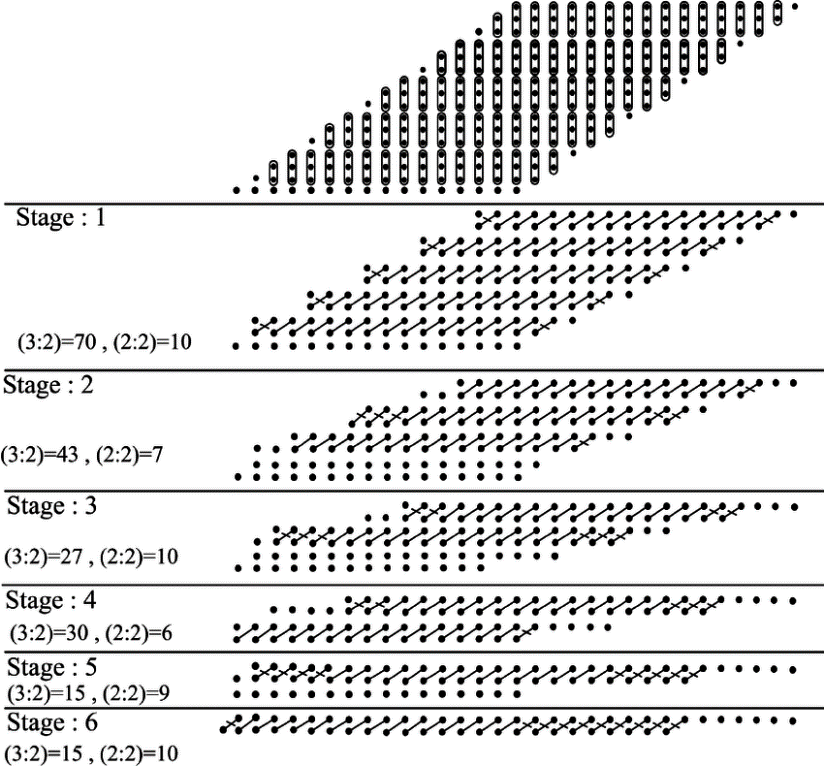 Stage : 1
(3:2)=70 , (2:2)=10
Stage : 2
(3:2)=43 , (2:2)=7
Stage : 3
(3:2)=27 , (2:2)=10
Stage : 4
(3:2)=30 , (2:2)=6
Stage : 5
(3:2)=15 , (2:2)=9
Stage : 6
(3:2)=15 , (2:2)=10